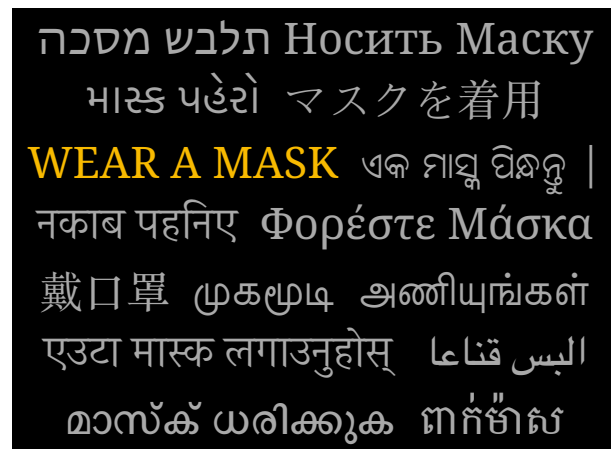 תלבש מסכה Носить Маску
માસ્ક પહેરો マスクを着用
WEAR A MASK ଏକ ମାସ୍କ ପିନ୍ଧନ୍ତୁ |
नकाब पहनिए Φορέστε Μάσκα
戴口罩 முகமூடி அணியுங்கள்
एउटा मास्क लगाउनुहोस् البس قناعا
മാസ്ക് ധരിക്കുക ពាក់ម៉ាស